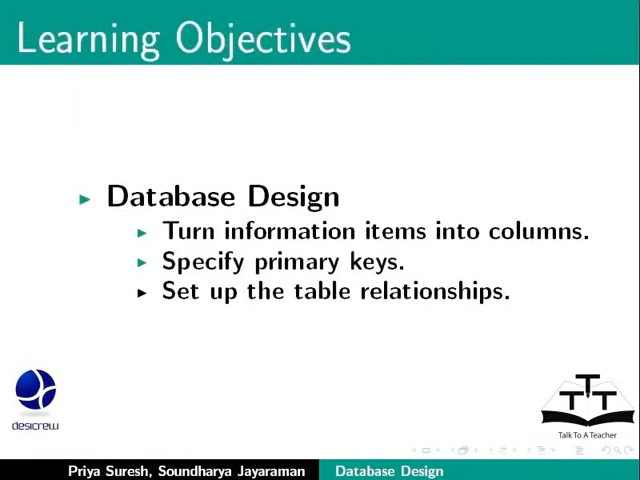 Learning Objectives
Database Design
Turn information items into columns.
Specify primary keys.
Set up the table relationships.
desicrew
TTT
Talk To A Teacher
Priya Suresh, Soundharya Jayaraman Database Design